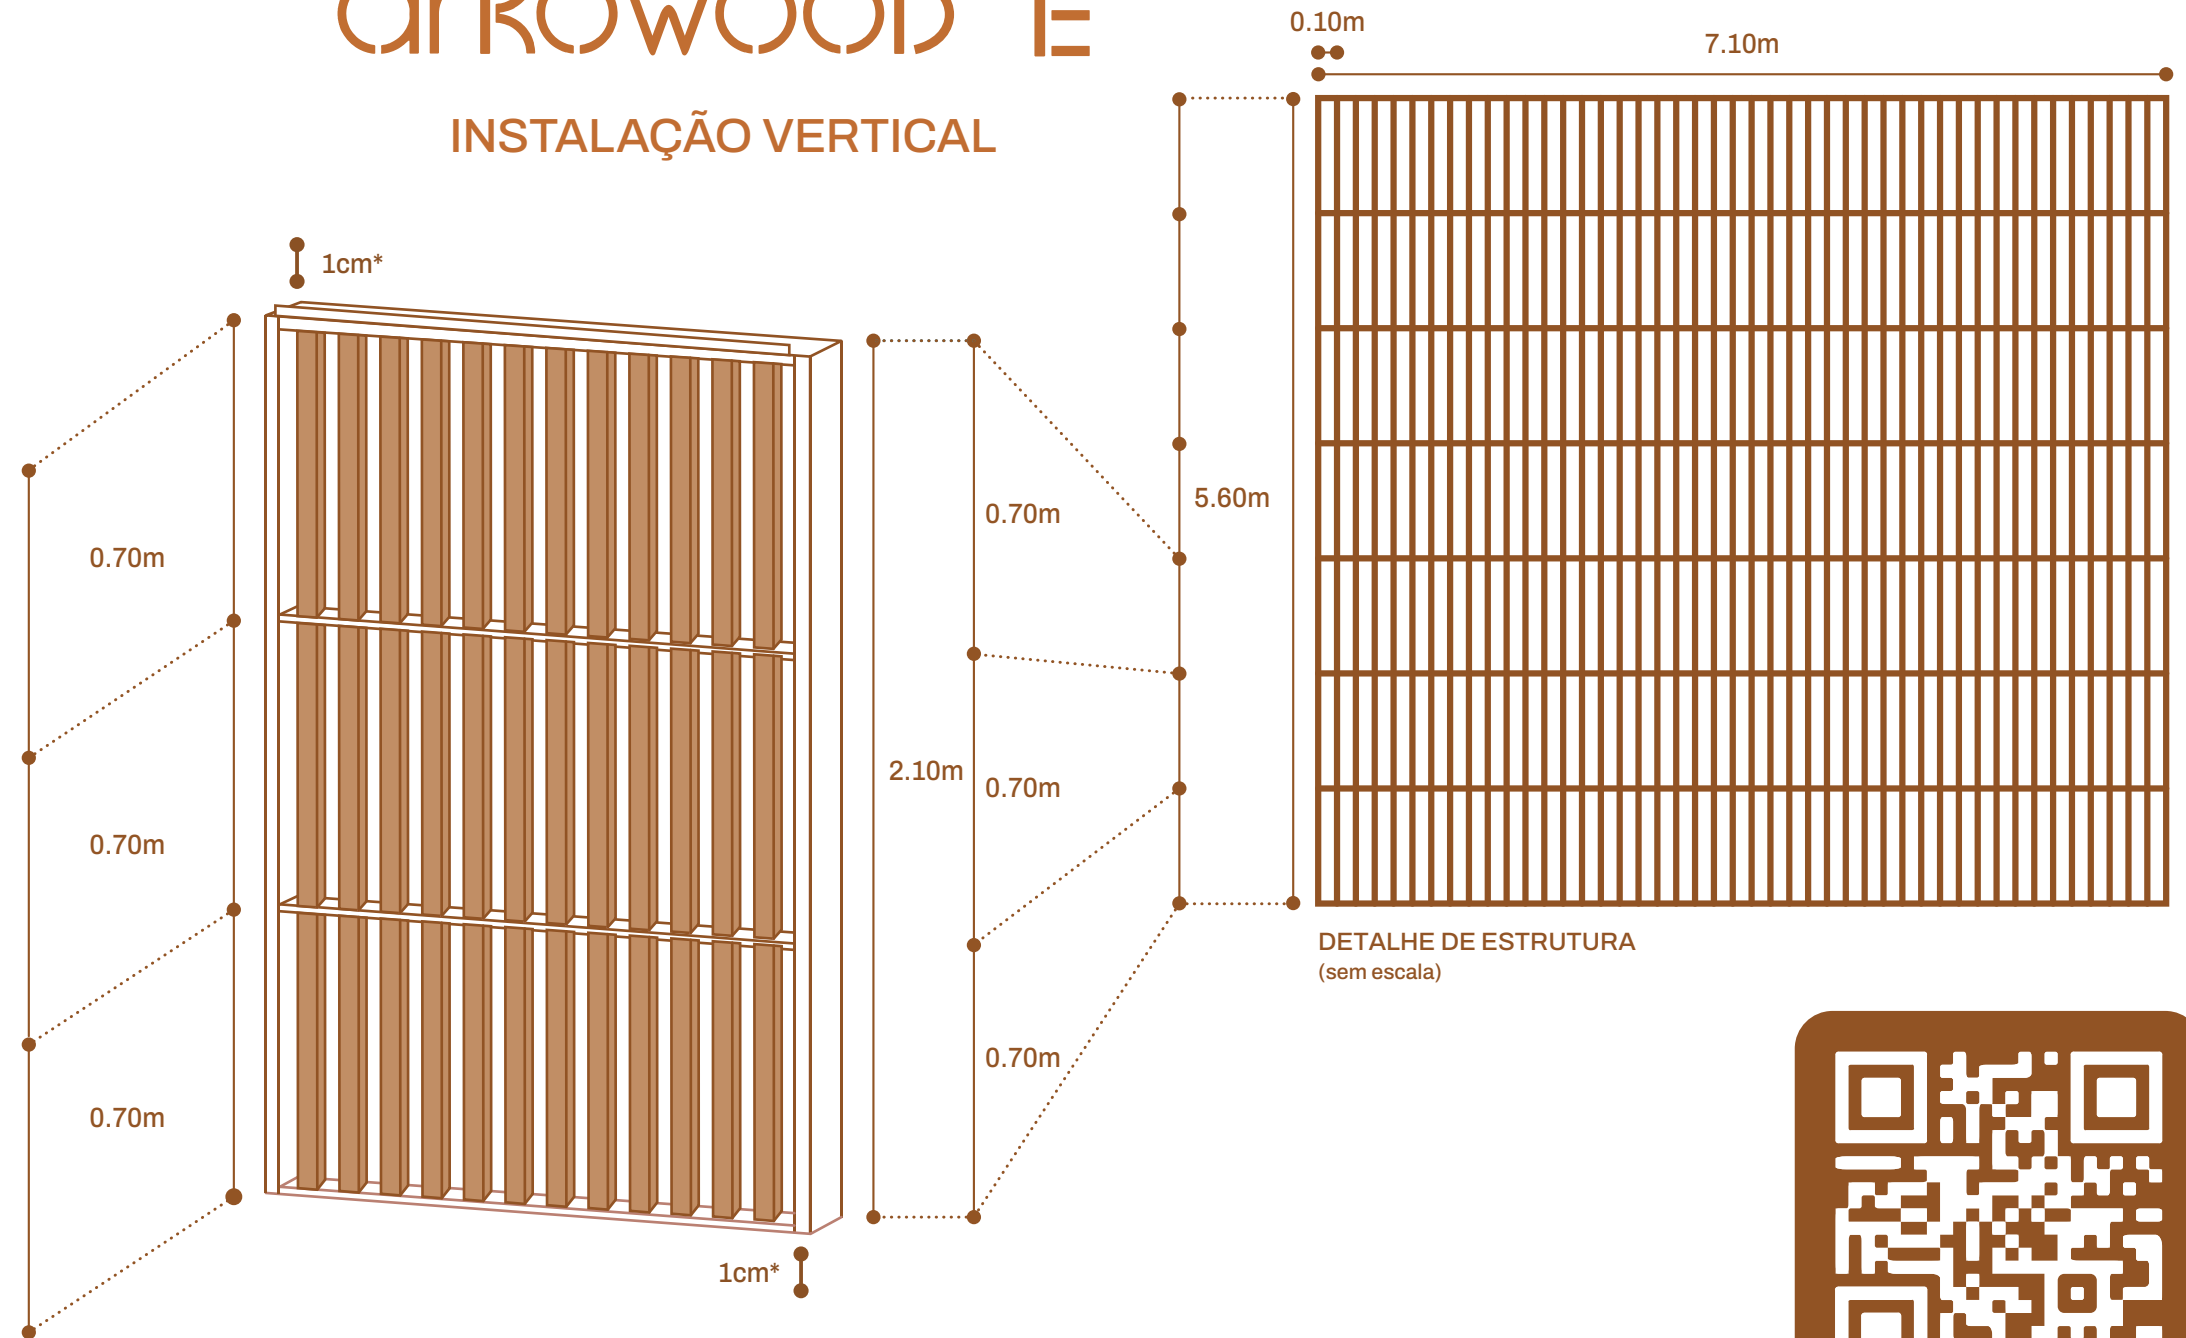 arkowood E
INSTALAÇÃO VERTICAL
0.10m
7.10m
1cm*
0.70m
0.70m
0.70m
2.10m
0.70m
0.70m
0.70m
5.60m
1cm*
DETALHE DE ESTRUTURA
(sem escala)